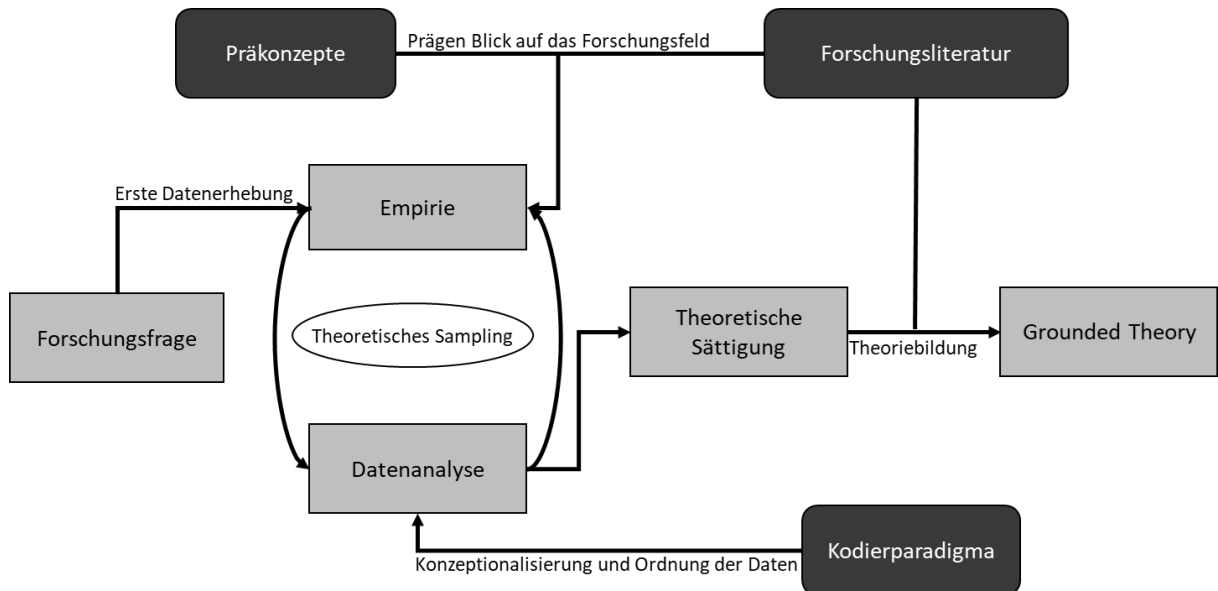 Präkonzepte
Prägen Blick auf das Forschungsfeld
Forschungsliteratur
Erste Datenerhebung
Empirie
Forschungsfrage
Theoretisches Sampling
Theoretische
Sättigung
Theoriebildung
Grounded Theory
Datenanalyse
Konzeptionalisierung und Ordnung der Daten
Kodierparadigma